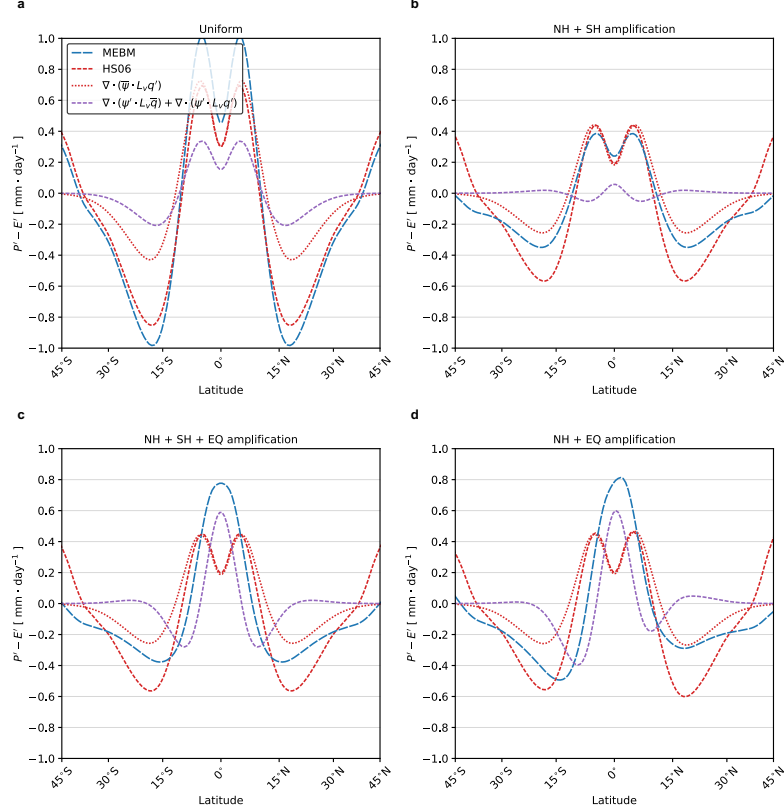 a
Uniform
1.0
0.8
0.6
0.4
0.2
0.0
−0.2
−0.4
−0.6
−0.8
−1.0
P′ − E′ [ mm • day⁻¹ ]
MEBM
HS06
∇ • (ψ̅ • Lᵥq′)
∇ • (ψ′ • Lᵥq̅) + ∇ • (ψ′ • Lᵥq′)
45°S
30°S
15°S
0°
15°N
30°N
45°N
Latitude
b
NH + SH amplification
1.0
0.8
0.6
0.4
0.2
0.0
−0.2
−0.4
−0.6
−0.8
−1.0
P′ − E′ [ mm • day⁻¹ ]
45°S
30°S
15°S
0°
15°N
30°N
45°N
Latitude
c
NH + SH + EQ amplification
1.0
0.8
0.6
0.4
0.2
0.0
−0.2
−0.4
−0.6
−0.8
−1.0
P′ − E′ [ mm • day⁻¹ ]
45°S
30°S
15°S
0°
15°N
30°N
45°N
Latitude
d
NH + EQ amplification
1.0
0.8
0.6
0.4
0.2
0.0
−0.2
−0.4
−0.6
−0.8
−1.0
P′ − E′ [ mm • day⁻¹ ]
45°S
30°S
15°S
0°
15°N
30°N
45°N
Latitude